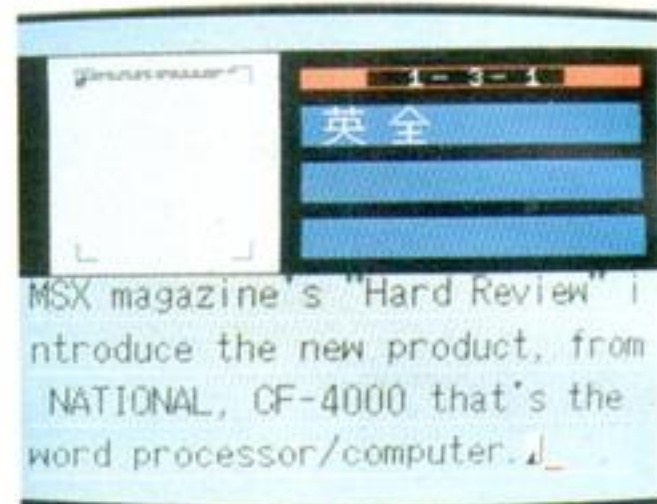 1- 3- 1
英全
MSX magazine's "Hard Review" i
ntroduce the new product, from
NATIONAL, CF-4000 that's the
word processor/computer.